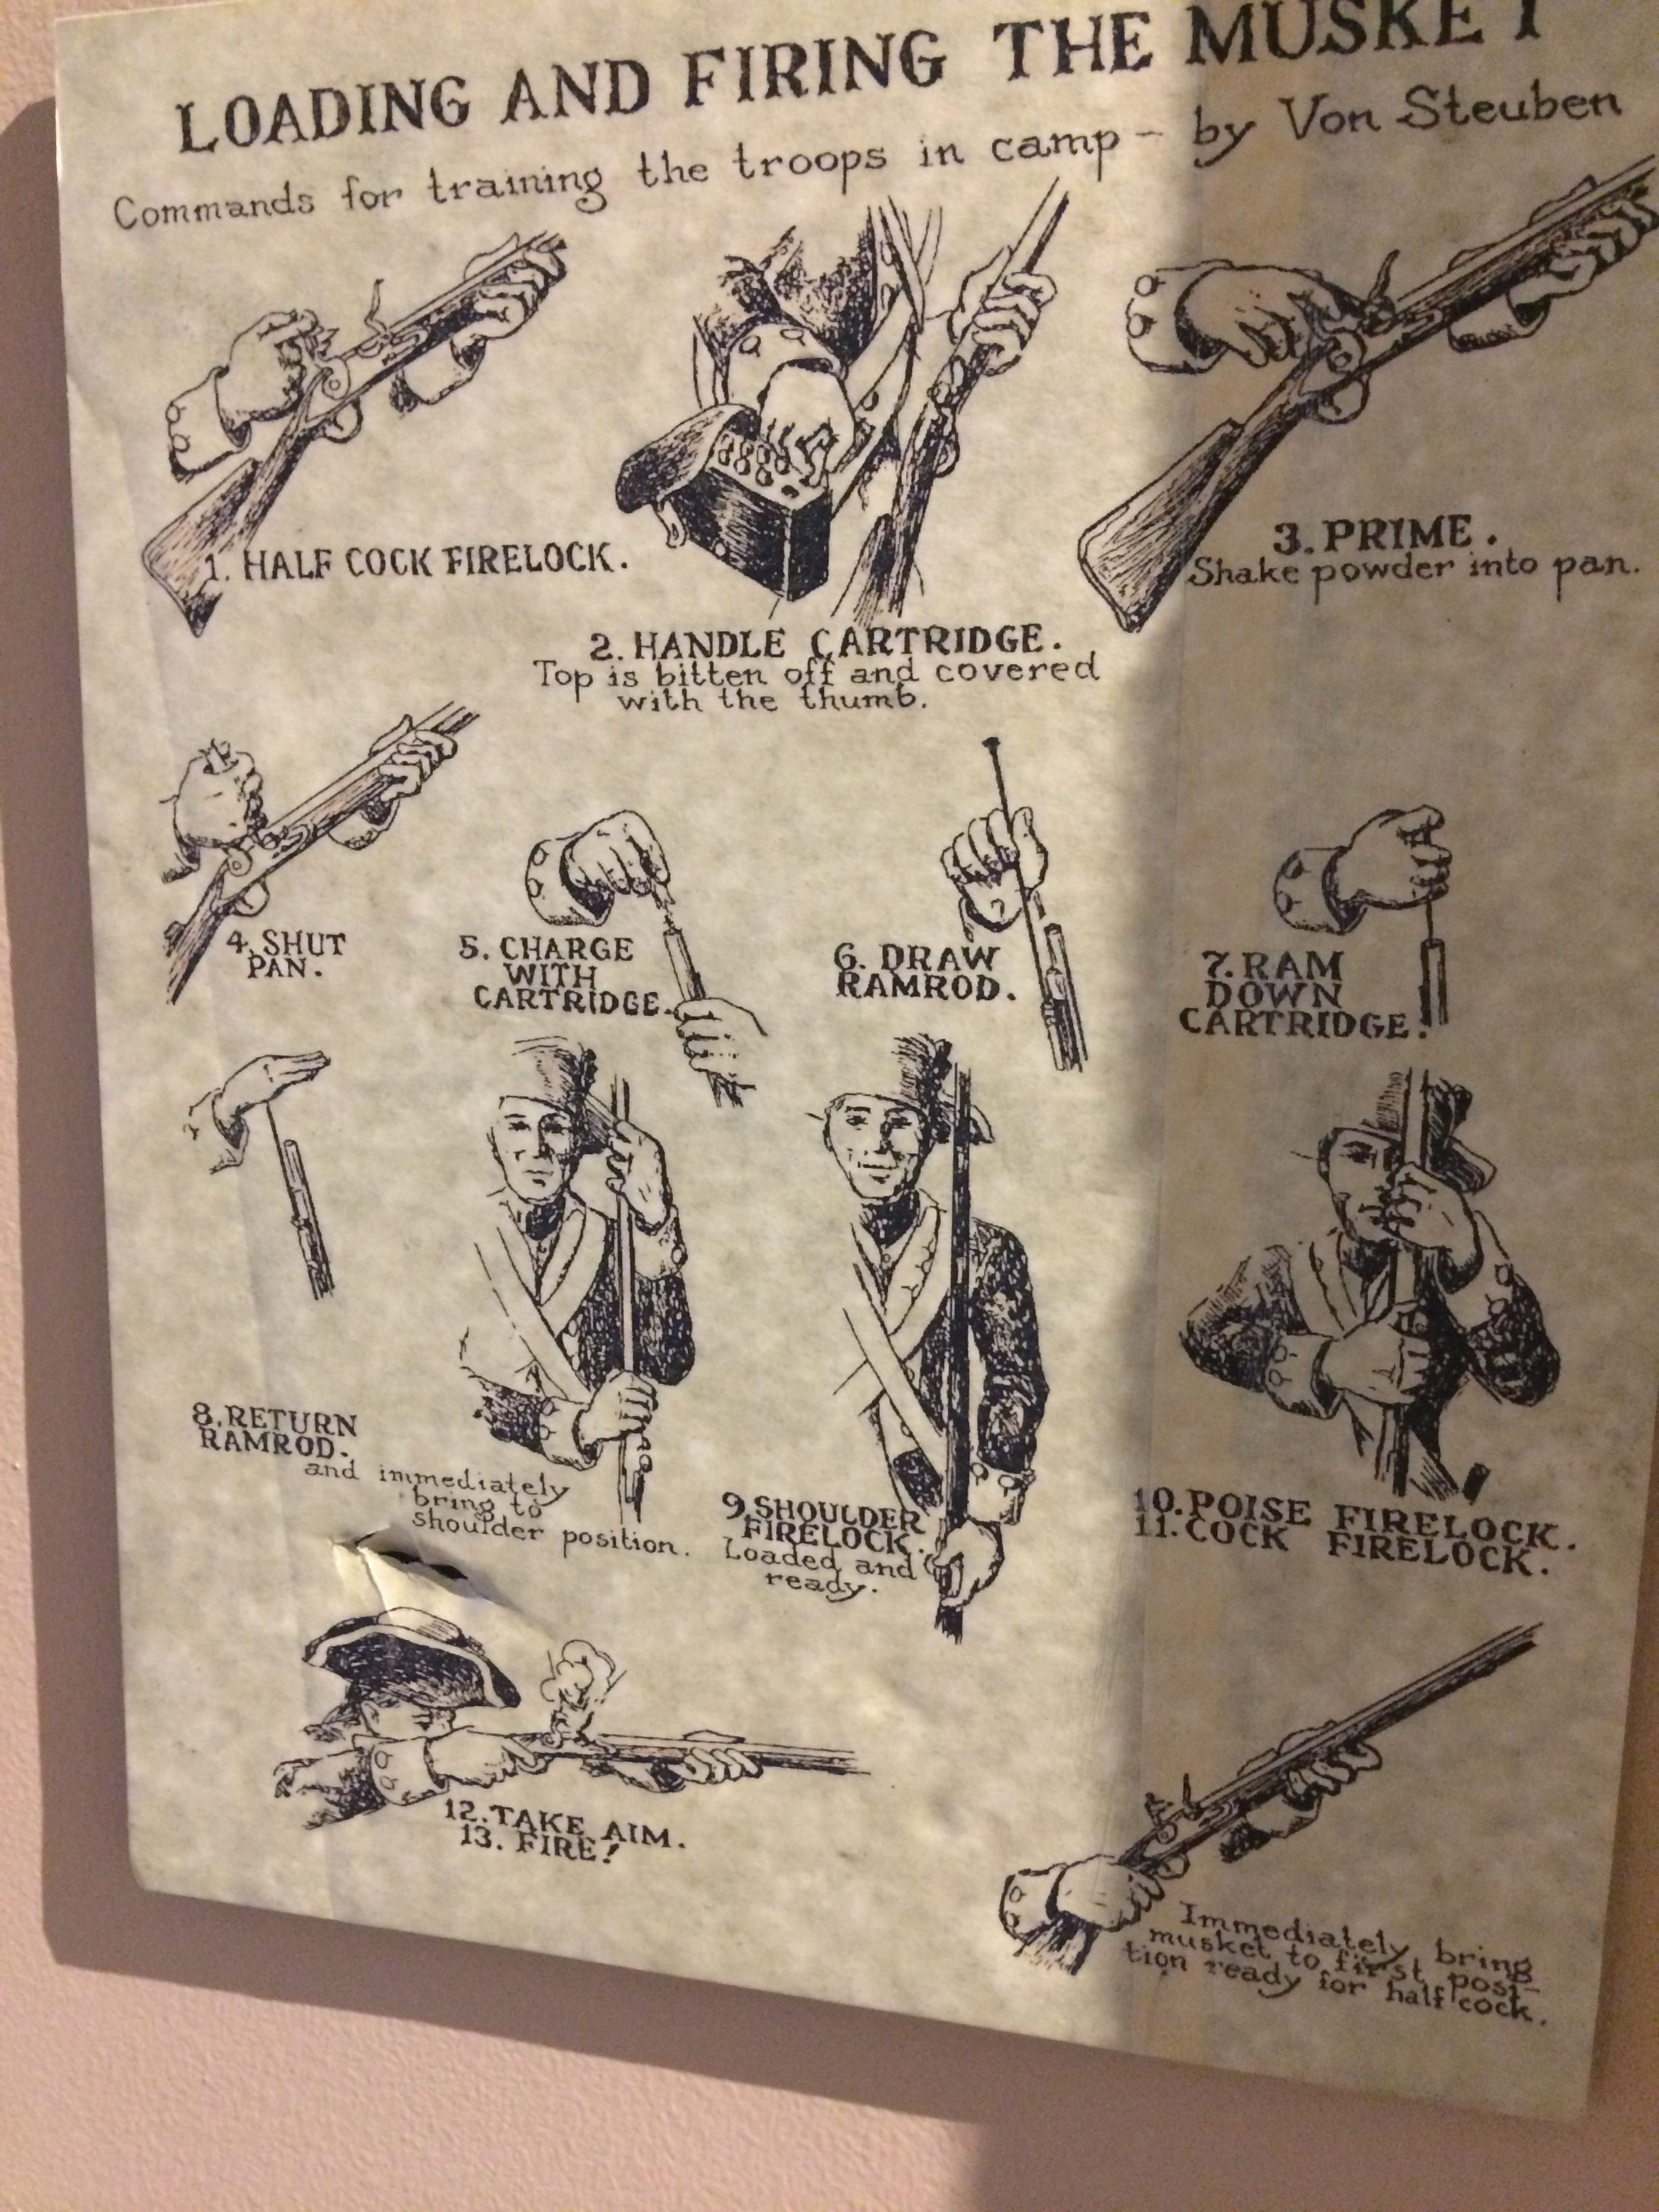 LOADING AND FIRING THE MUSKET
Commands for training the troops in camp - by Von Steuben
1. HALF COCK FIRELOCK.
2. HANDLE CARTRIDGE.
Top is bitten off and covered
with the thumb.
3. PRIME.
Shake powder into pan.
4. SHUT
PAN.
5. CHARGE
WITH
CARTRIDGE.
6. DRAW
RAMROD.
7. RAM
DOWN
CARTRIDGE.
8. RETURN
RAMROD.
and immediately
bring to
shoulder position.
9. SHOULDER
FIRELOCK.
Loaded and
ready.
10. POISE FIRELOCK.
11. COCK FIRELOCK.
12. TAKE AIM.
13. FIRE!
Immediately bring
musket to first posi-
tion ready for half cock.